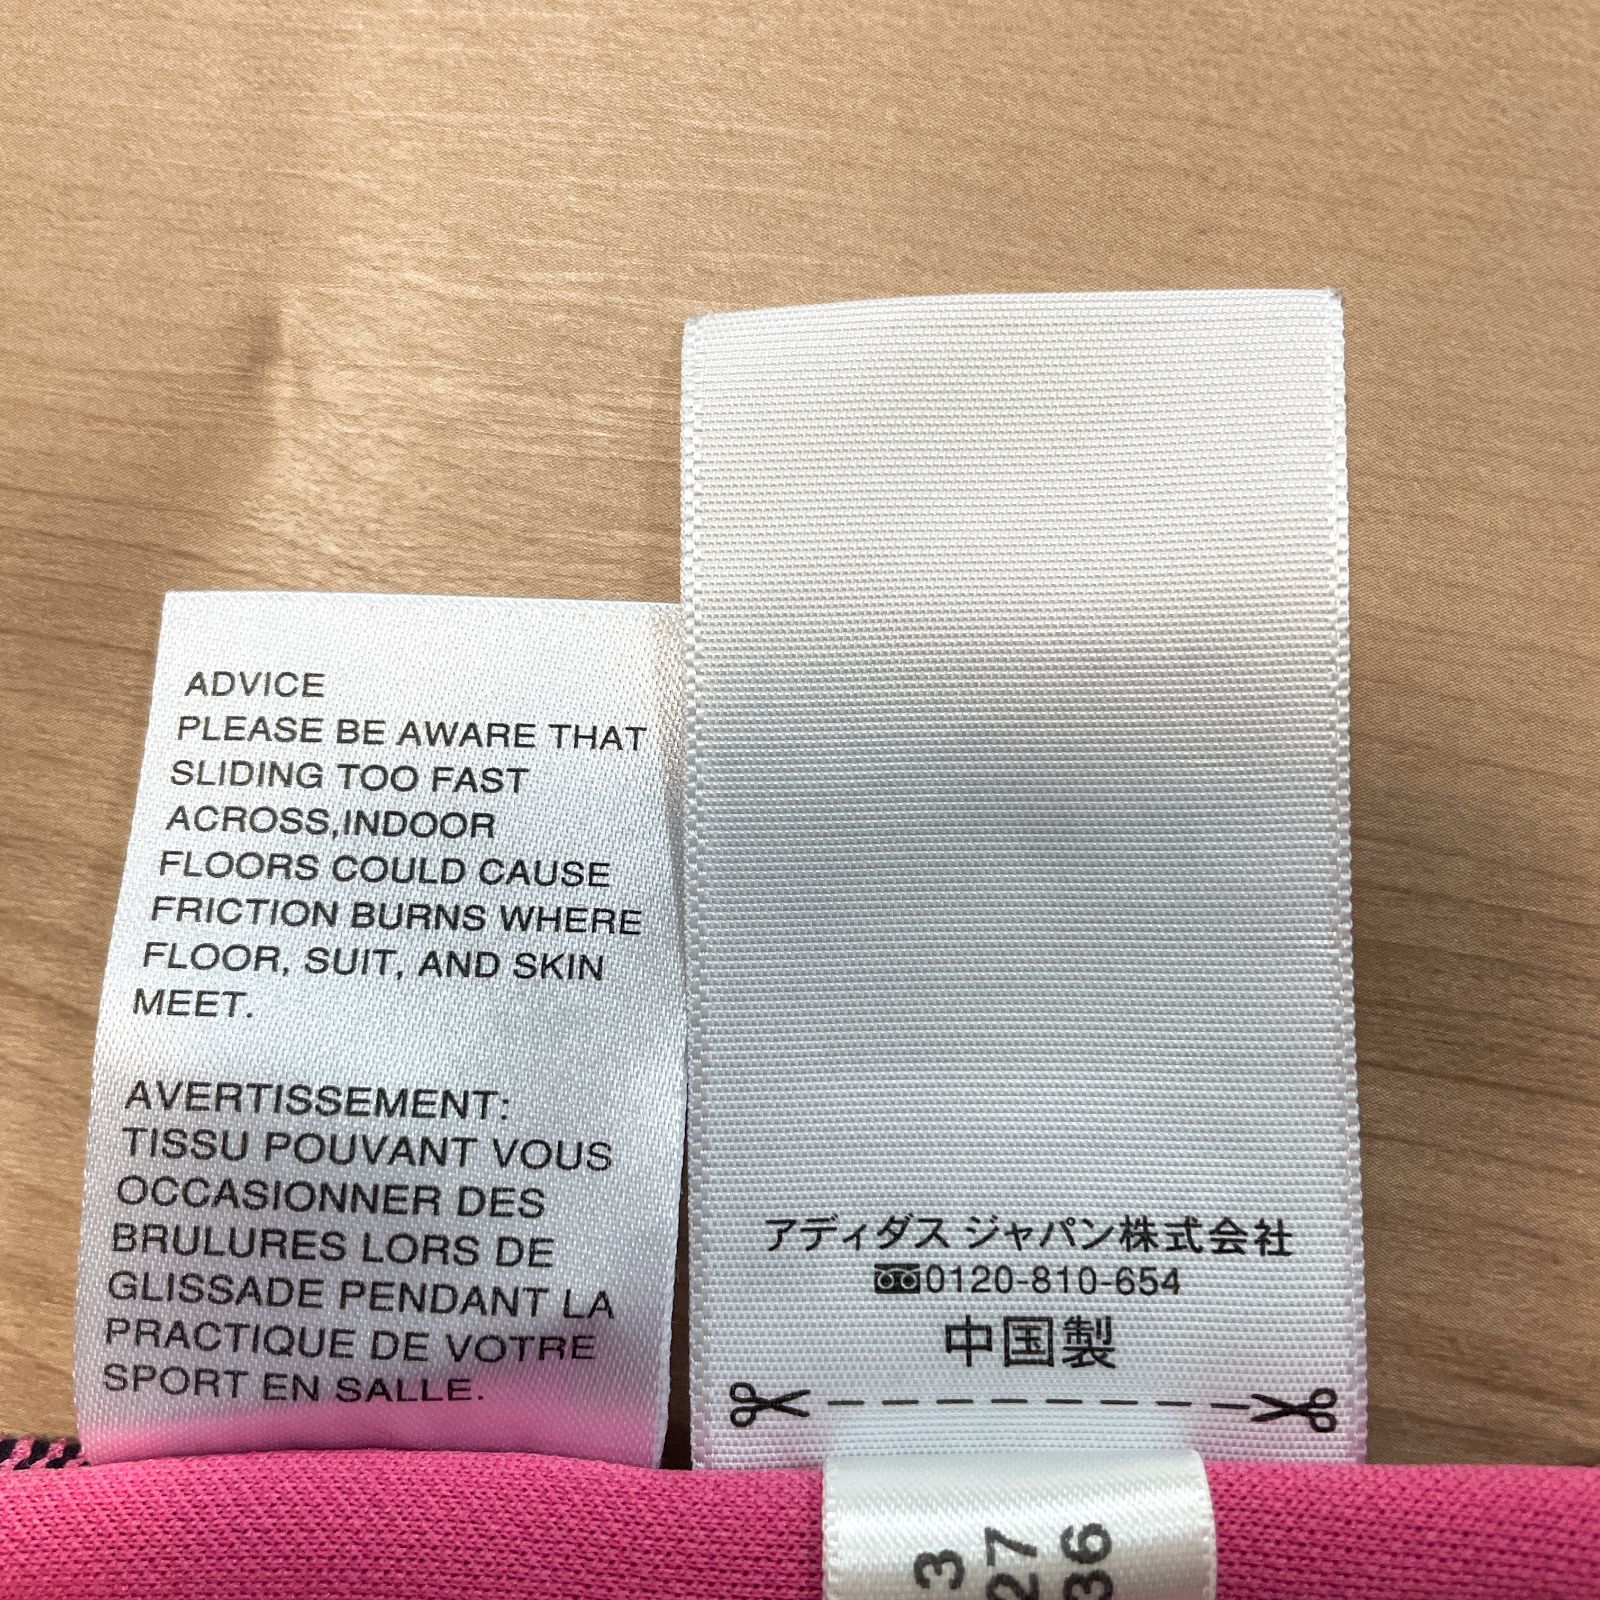 ADVICE
PLEASE BE AWARE THAT
SLIDING TOO FAST
ACROSS,INDOOR
FLOORS COULD CAUSE
FRICTION BURNS WHERE
FLOOR, SUIT, AND SKIN
MEET.
AVERTISSEMENT:
TISSU POUVANT VOUS
OCCASIONNER DES
BRULURES LORS DE
GLISSADE PENDANT LA
PRACTIQUE DE VOTRE
SPORT EN SALLE.
アディダス ジャパン株式会社
0120-810-654
中国製
3
27
36